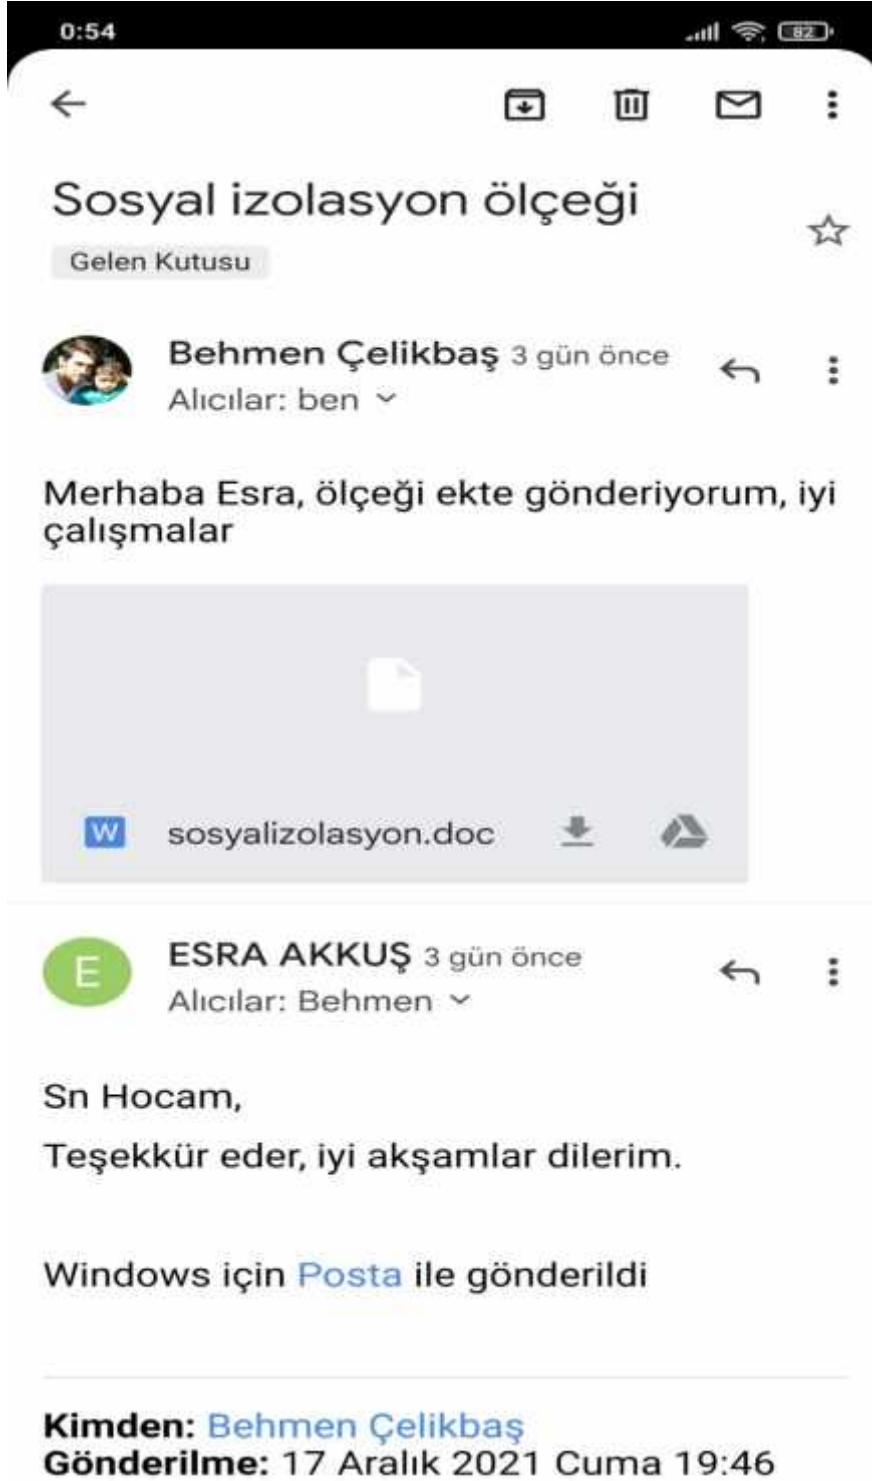 0:54
82
Sosyal izolasyon ölçeği
Gelen Kutusu
Behmen Çelikbaş 3 gün önce
Alıcılar: ben
Merhaba Esra, ölçeği ekte gönderiyorum, iyi
çalışmalar
W sosyalizolasyon.doc
E
ESRA AKKUŞ 3 gün önce
Alıcılar: Behmen
Sn Hocam,
Teşekkür eder, iyi akşamlar dilerim.
Windows için Posta ile gönderildi
Kimden: Behmen Çelikbaş
Gönderilme: 17 Aralık 2021 Cuma 19:46